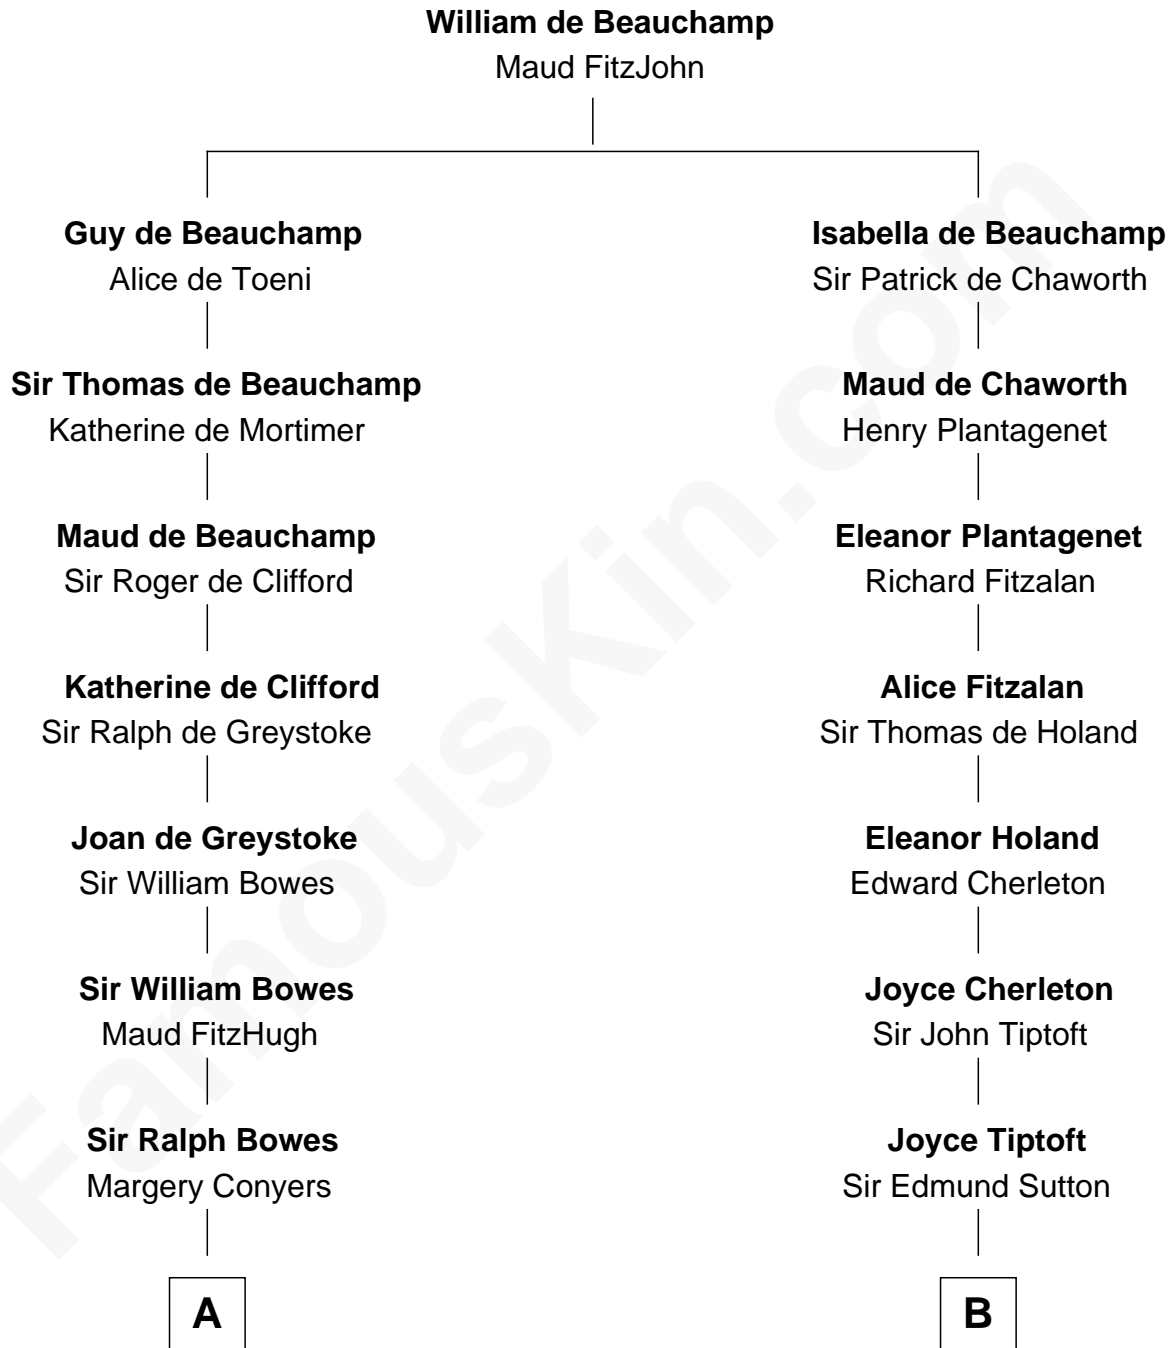 William de Beauchamp
Maud FitzJohn
Guy de Beauchamp
Alice de Toeni
Isabella de Beauchamp
Sir Patrick de Chaworth
Sir Thomas de Beauchamp
Katherine de Mortimer
Maud de Chaworth
Henry Plantagenet
Maud de Beauchamp
Sir Roger de Clifford
Eleanor Plantagenet
Richard Fitzalan
Katherine de Clifford
Sir Ralph de Greystoke
Alice Fitzalan
Sir Thomas de Holand
Joan de Greystoke
Sir William Bowes
Eleanor Holand
Edward Cherleton
Sir William Bowes
Maud FitzHugh
Joyce Cherleton
Sir John Tiptoft
Sir Ralph Bowes
Margery Conyers
Joyce Tiptoft
Sir Edmund Sutton
A
B
FamousKin.com